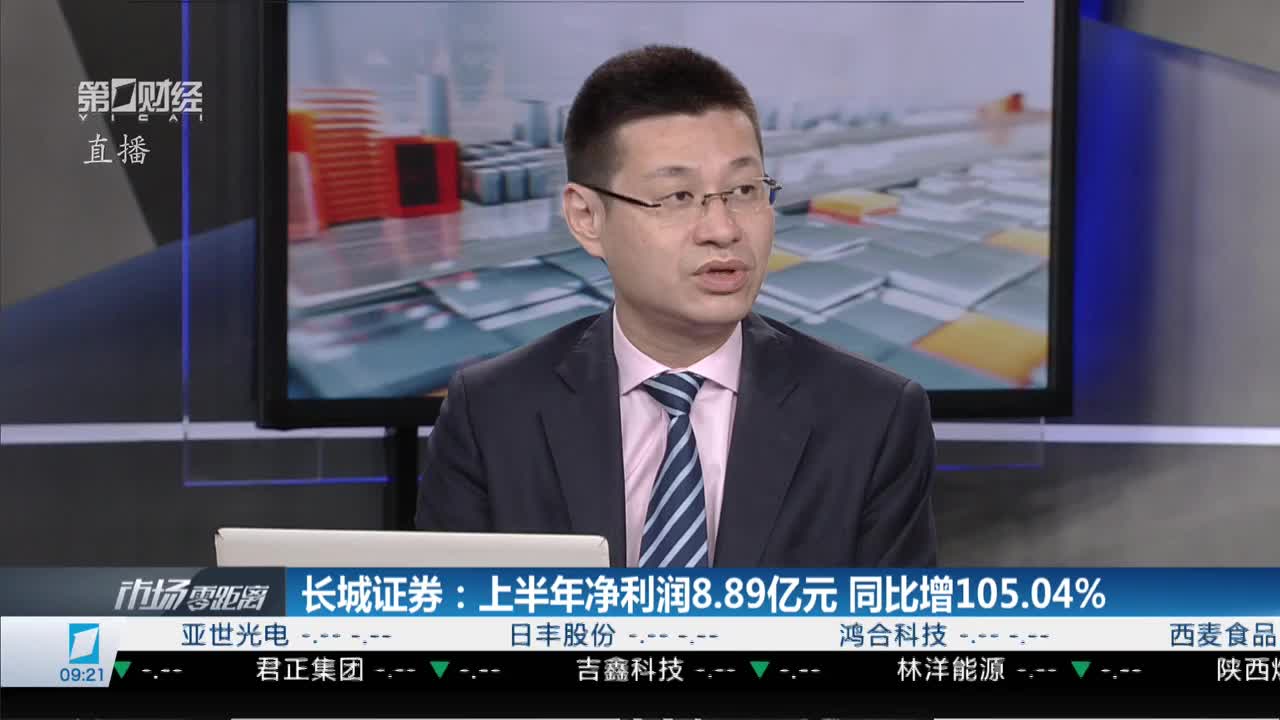 第一财经
YICAI
直播
市场零距离
长城证券：上半年净利润8.89亿元 同比增105.04%
亚世光电 -.-- -.-- 日丰股份 -.-- -.-- 鸿合科技 -.-- -.-- 西麦食品
09:21
▼ -.-- 君正集团 -.-- ▼ -.-- 吉鑫科技 -.-- ▼ -.-- 林洋能源 -.-- ▼ -.-- 陕西